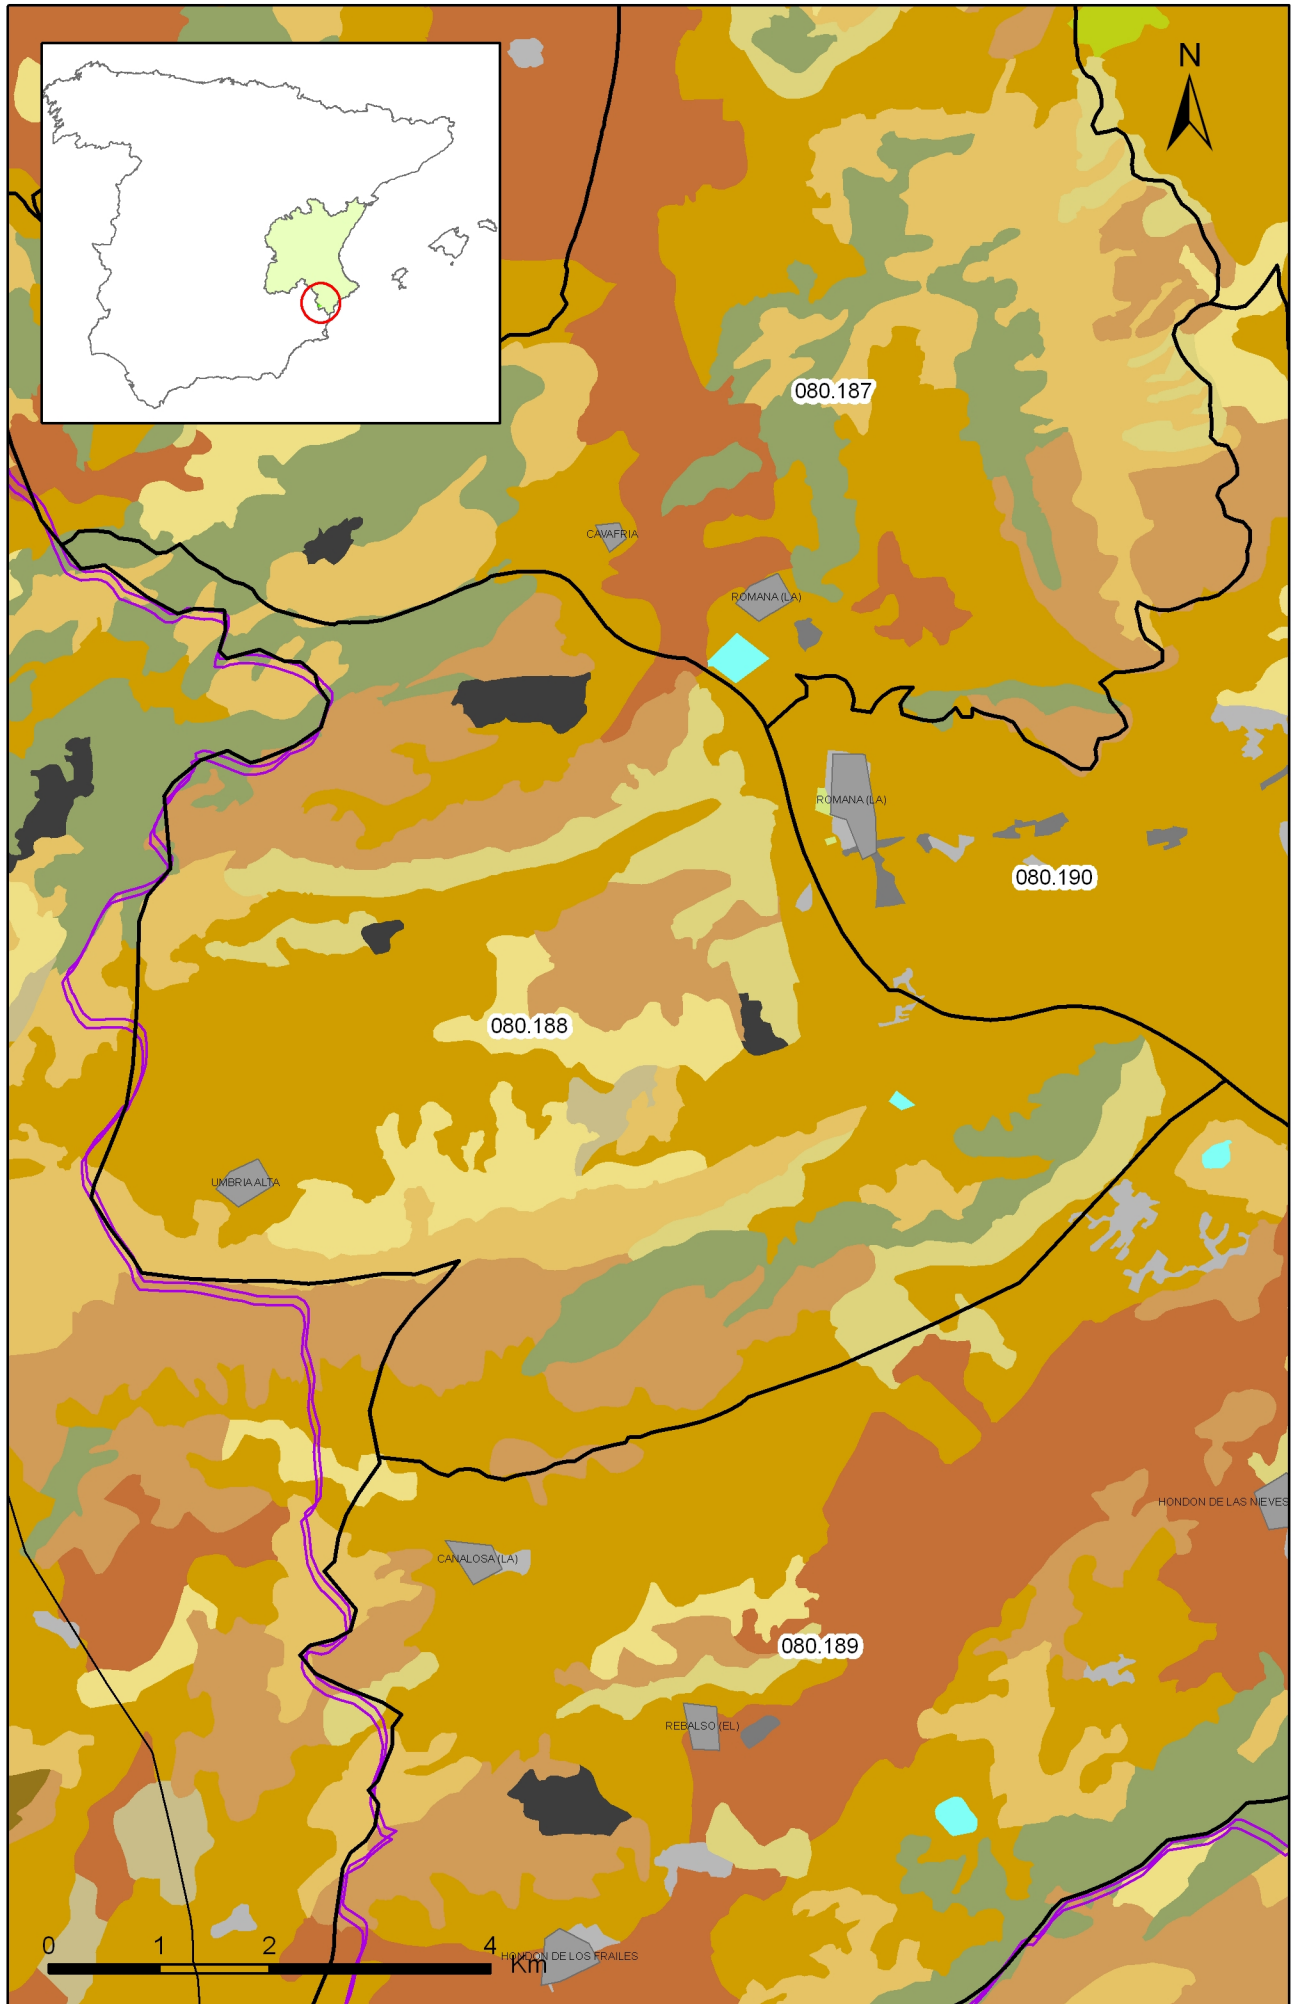 N
080.187
CAVAFRIA
ROMANA (LA)
ROMANA (LA)
080.190
080.188
UMBRIA ALTA
HONDON DE LAS NIEVES
CANALOSA (LA)
080.189
REBALSO (EL)
0 1 2 4
Km
HONDON DE LOS FRAILES